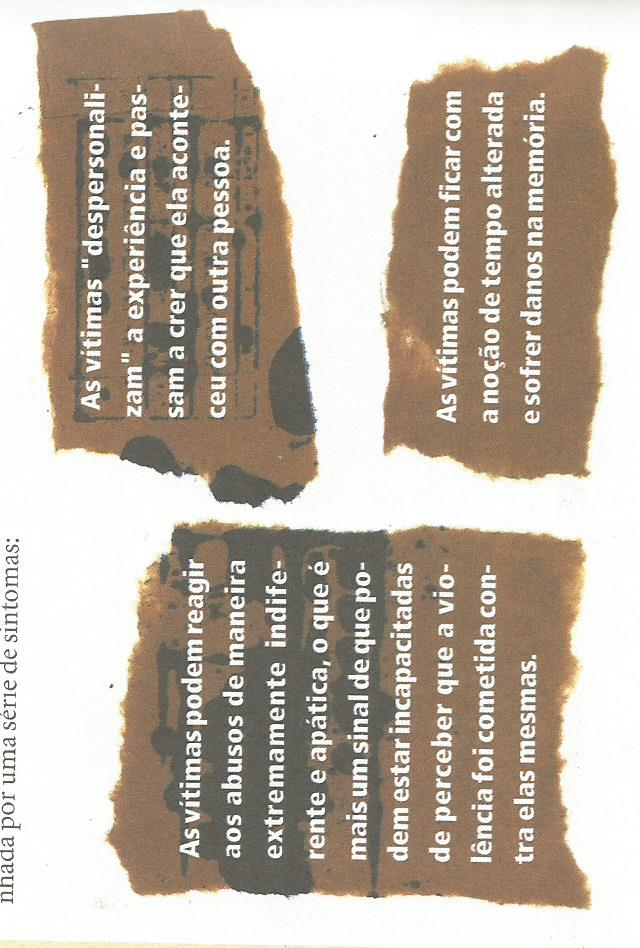 nhada por uma série de sintomas:
As vítimas podem reagir
aos abusos de maneira
extremamente indife-
rente e apática, o que é
mais um sinal de que po-
dem estar incapacitadas
de perceber que a vio-
lência foi cometida con-
tra elas mesmas.
As vítimas "despersonali-
zam" a experiência e pas-
sam a crer que ela aconte-
ceu com outra pessoa.
As vítimas podem ficar com
a noção de tempo alterada
e sofrer danos na memória.